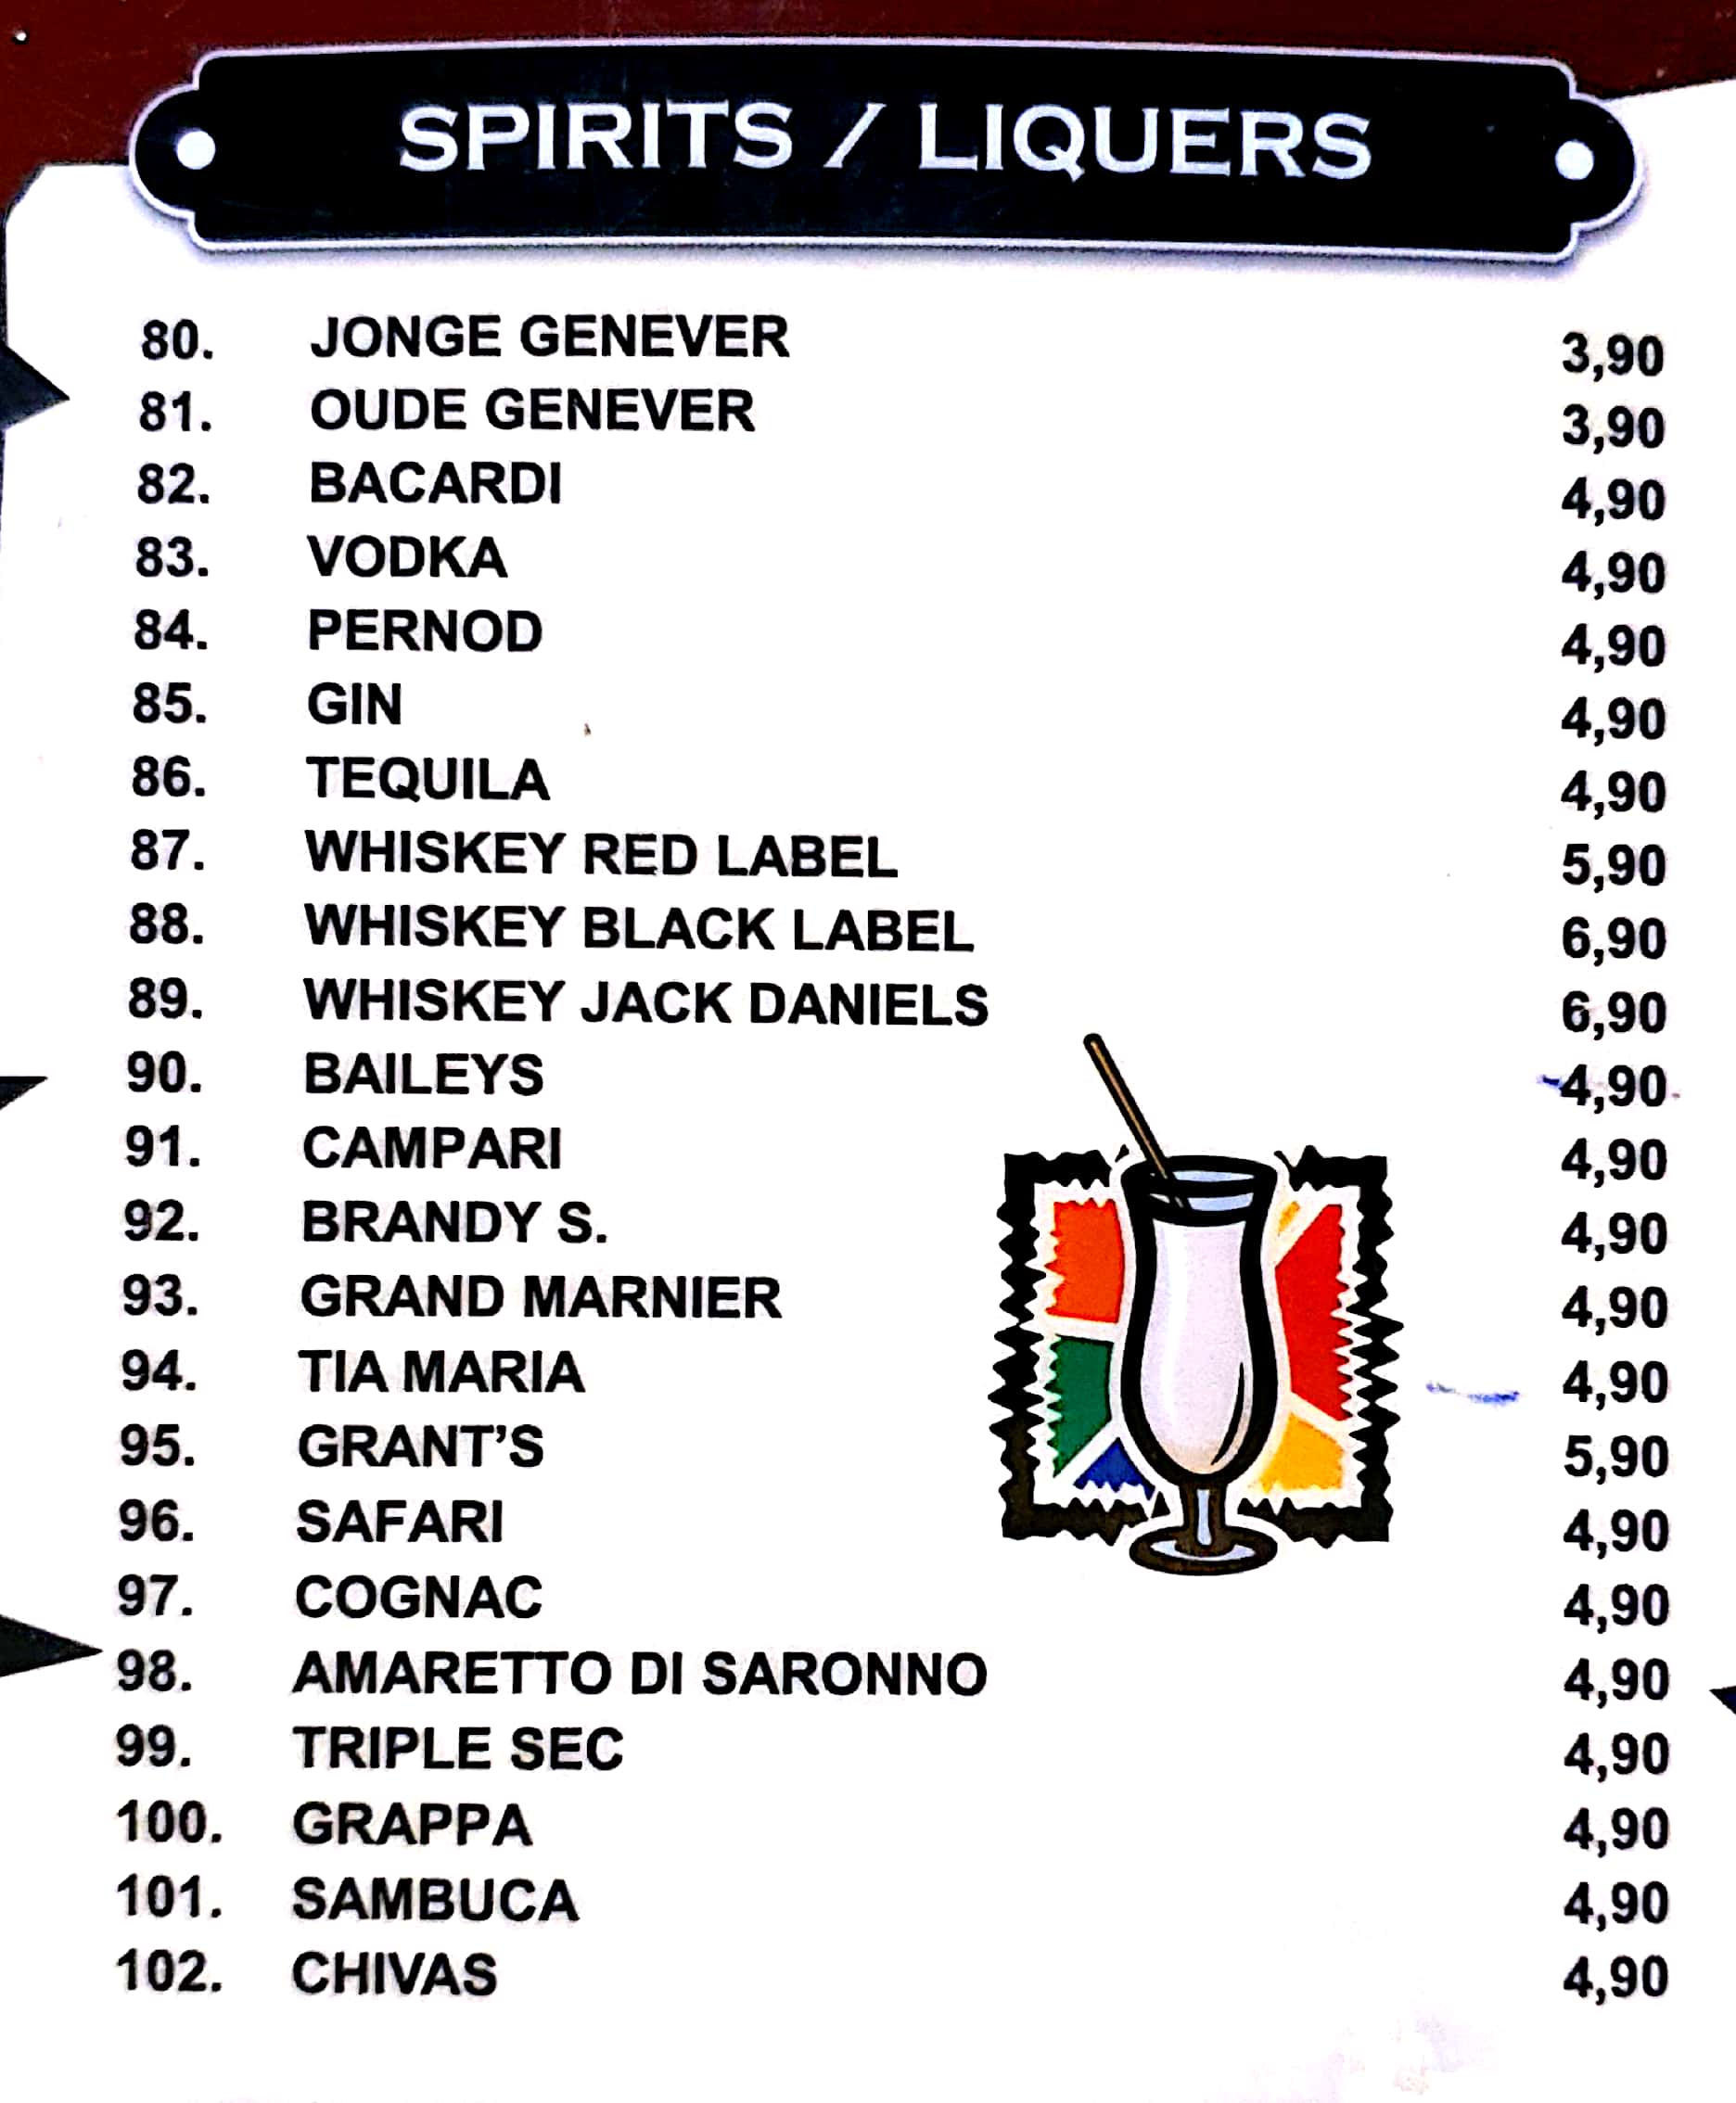 SPIRITS / LIQUERS
80. JONGE GENEVER 3,90
81. OUDE GENEVER 3,90
82. BACARDI 4,90
83. VODKA 4,90
84. PERNOD 4,90
85. GIN 4,90
86. TEQUILA 4,90
87. WHISKEY RED LABEL 5,90
88. WHISKEY BLACK LABEL 6,90
89. WHISKEY JACK DANIELS 6,90
90. BAILEYS 4,90
91. CAMPARI 4,90
92. BRANDY S. 4,90
93. GRAND MARNIER 4,90
94. TIA MARIA 4,90
95. GRANT'S 5,90
96. SAFARI 4,90
97. COGNAC 4,90
98. AMARETTO DI SARONNO 4,90
99. TRIPLE SEC 4,90
100. GRAPPA 4,90
101. SAMBUCA 4,90
102. CHIVAS 4,90